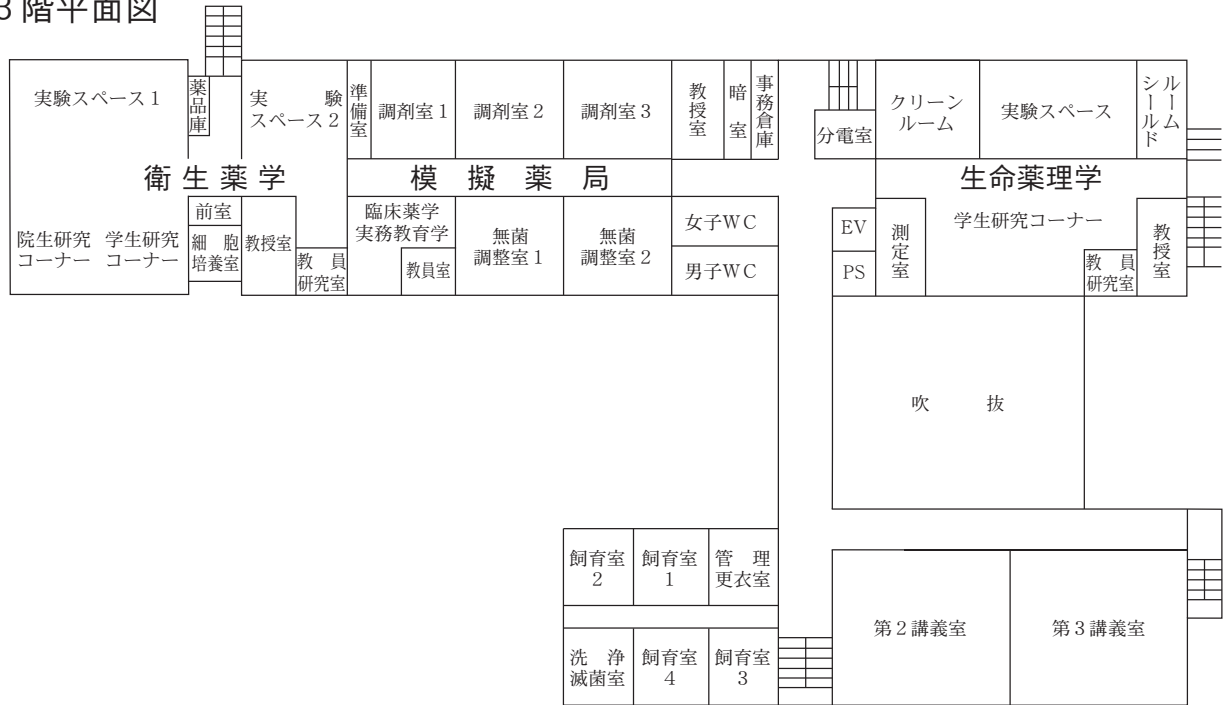 3階平面図
実験スペース1
薬品庫
実　験
スペース2
準備室
調剤室1
調剤室2
調剤室3
教授室
暗室
事務倉庫
分電室
クリーン
ルーム
実験スペース
シールド
ルーム
衛生薬学
模擬薬局
生命薬理学
院生研究
コーナー
学生研究
コーナー
前室
細　胞
培養室
教授室
教　員
研究室
臨床薬学
実務教育学
教員室
無菌
調整室1
無菌
調整室2
女子WC
男子WC
EV
PS
測定室
学生研究コーナー
教　員
研究室
教授室
吹　抜
飼育室
2
飼育室
1
管　理
更衣室
洗　浄
滅菌室
飼育室
4
飼育室
3
第2講義室
第3講義室